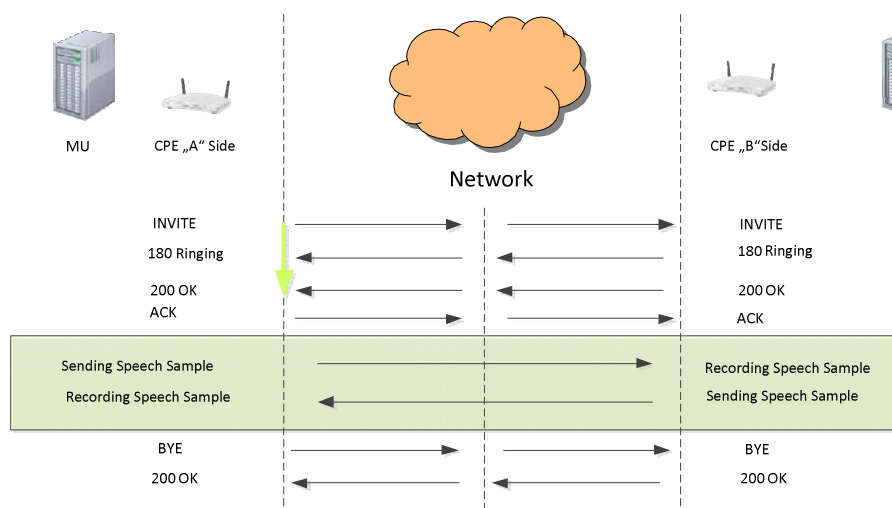 MU
CPE „A“ Side
CPE „B“Side
Network
INVITE
INVITE
180 Ringing
180 Ringing
200 OK
200 OK
ACK
ACK
Sending Speech Sample
Recording Speech Sample
Recording Speech Sample
Sending Speech Sample
BYE
BYE
200 OK
200 OK